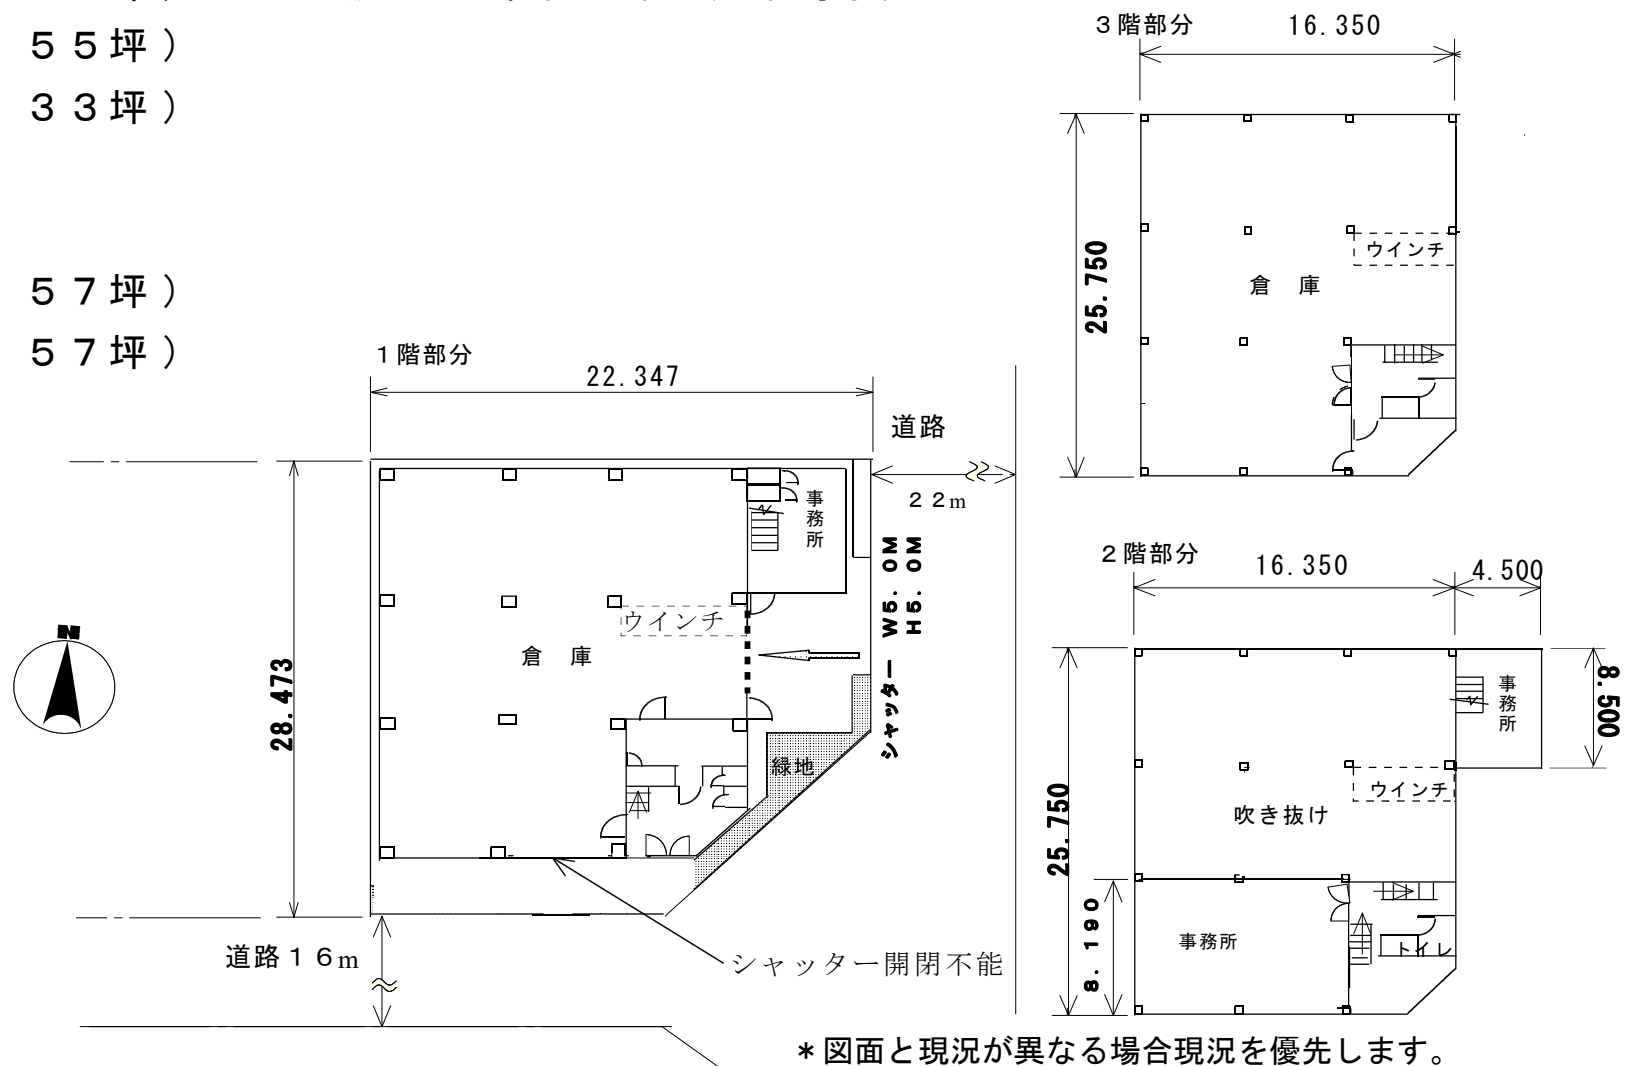 ５５坪）
３３坪）
５７坪）
５７坪）
３階部分
16.350
25.750
ウインチ
倉　庫
１階部分
22.347
道路
２２m
事務所
シャッター　W5. 0M
H5. 0M
ウインチ
倉　庫
28.473
N
緑地
道路１６m
シャッター開閉不能
２階部分
16.350
4.500
8.500
事務所
ウインチ
吹き抜け
25.750
8. 190
事務所
トイレ
＊図面と現況が異なる場合現況を優先します。